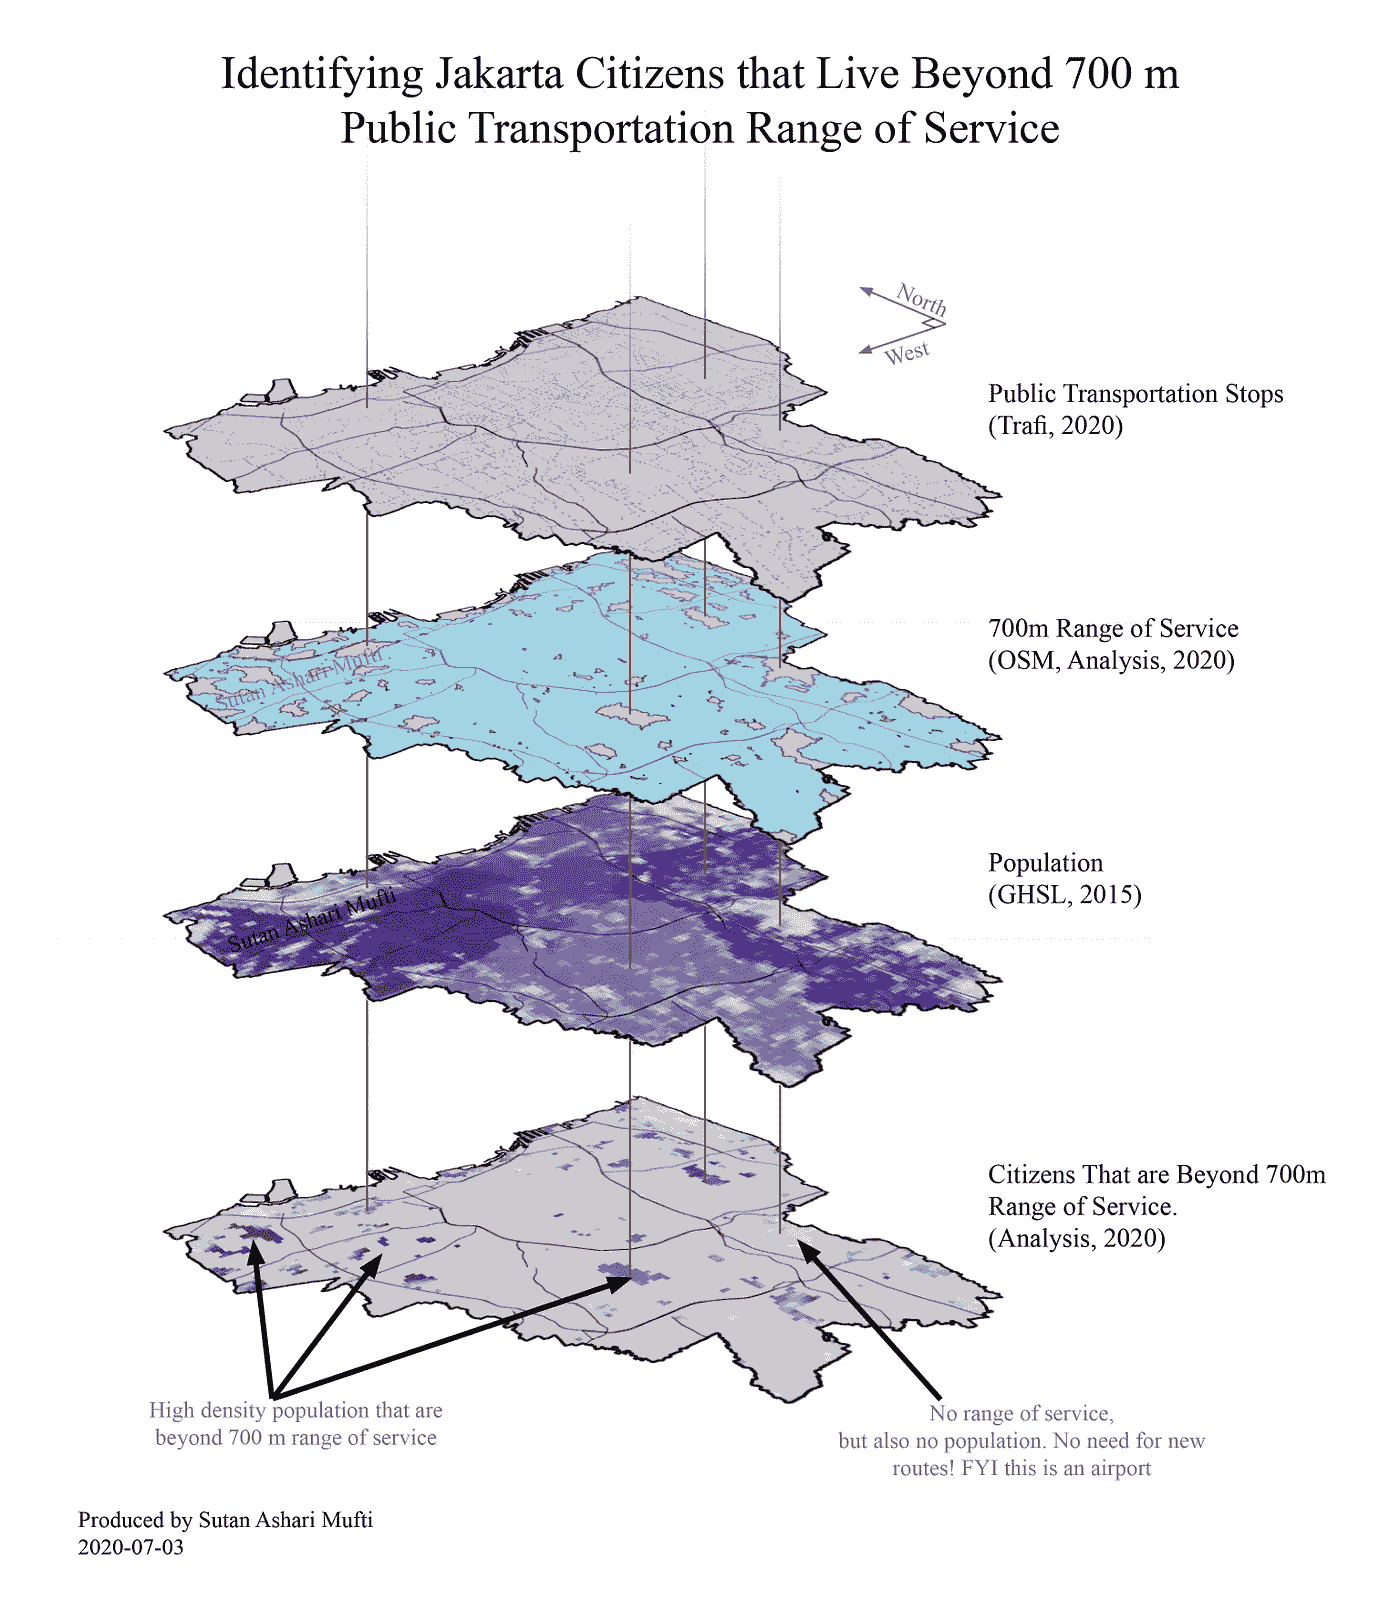 Identifying Jakarta Citizens that Live Beyond 700 m
Public Transportation Range of Service
North
West
Public Transportation Stops
(Trafi, 2020)
700m Range of Service
(OSM, Analysis, 2020)
Sutan Ashari Mufti
Population
(GHSL, 2015)
Sutan Ashari Mufti
Citizens That are Beyond 700m
Range of Service.
(Analysis, 2020)
High density population that are
beyond 700 m range of service
No range of service,
but also no population. No need for new
routes! FYI this is an airport
Produced by Sutan Ashari Mufti
2020-07-03